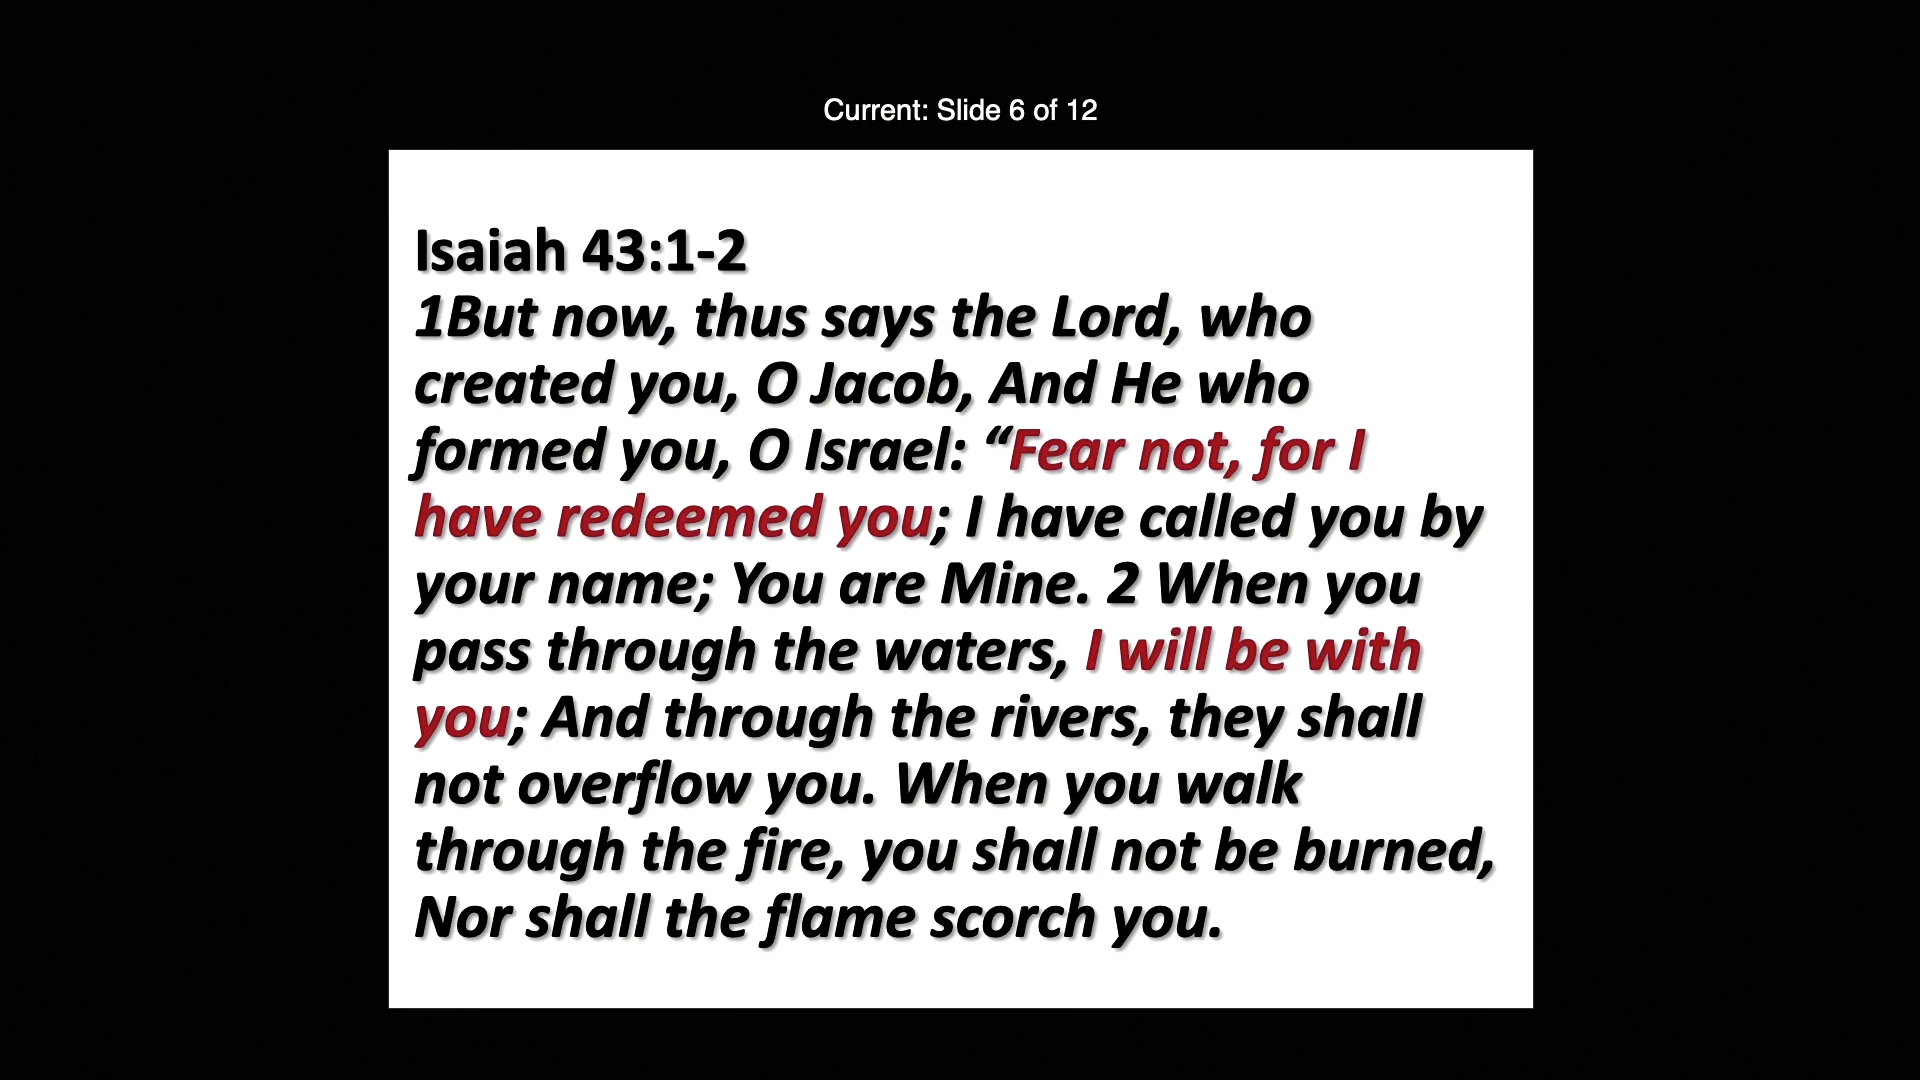 Current: Slide 6 of 12
Isaiah 43:1-2
1But now, thus says the Lord, who
created you, O Jacob, And He who
formed you, O Israel: “Fear not, for I
have redeemed you; I have called you by
your name; You are Mine. 2 When you
pass through the waters, I will be with
you; And through the rivers, they shall
not overflow you. When you walk
through the fire, you shall not be burned,
Nor shall the flame scorch you.